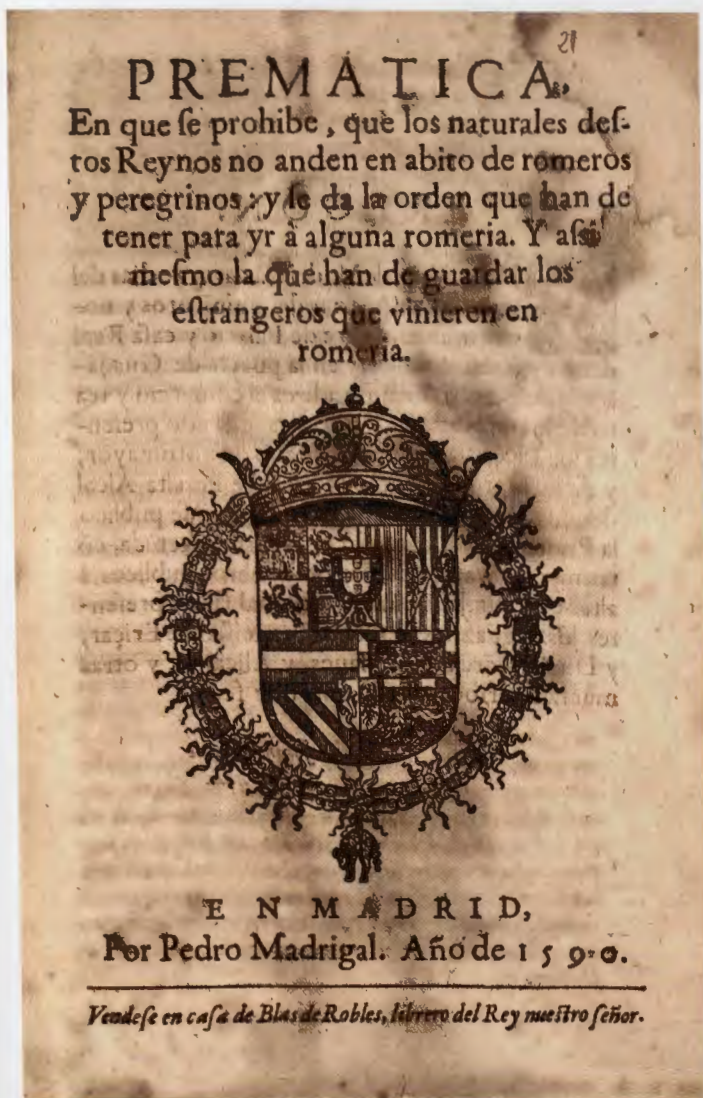 21
PREMATICA,
En que ſe prohibe, que los naturales deſ-
tos Reynos no anden en abito de romeros
y peregrinos: y ſe da la orden que han de
tener para yr à alguna romeria. Y aſsi
meſmo la que han de guardar los
eſtrangeros que vinieren en
romeria.
EN MADRID,
Por Pedro Madrigal. Año de 1590.
Vendeſe en caſa de Blas de Robles, librero del Rey nueſtro ſeñor.